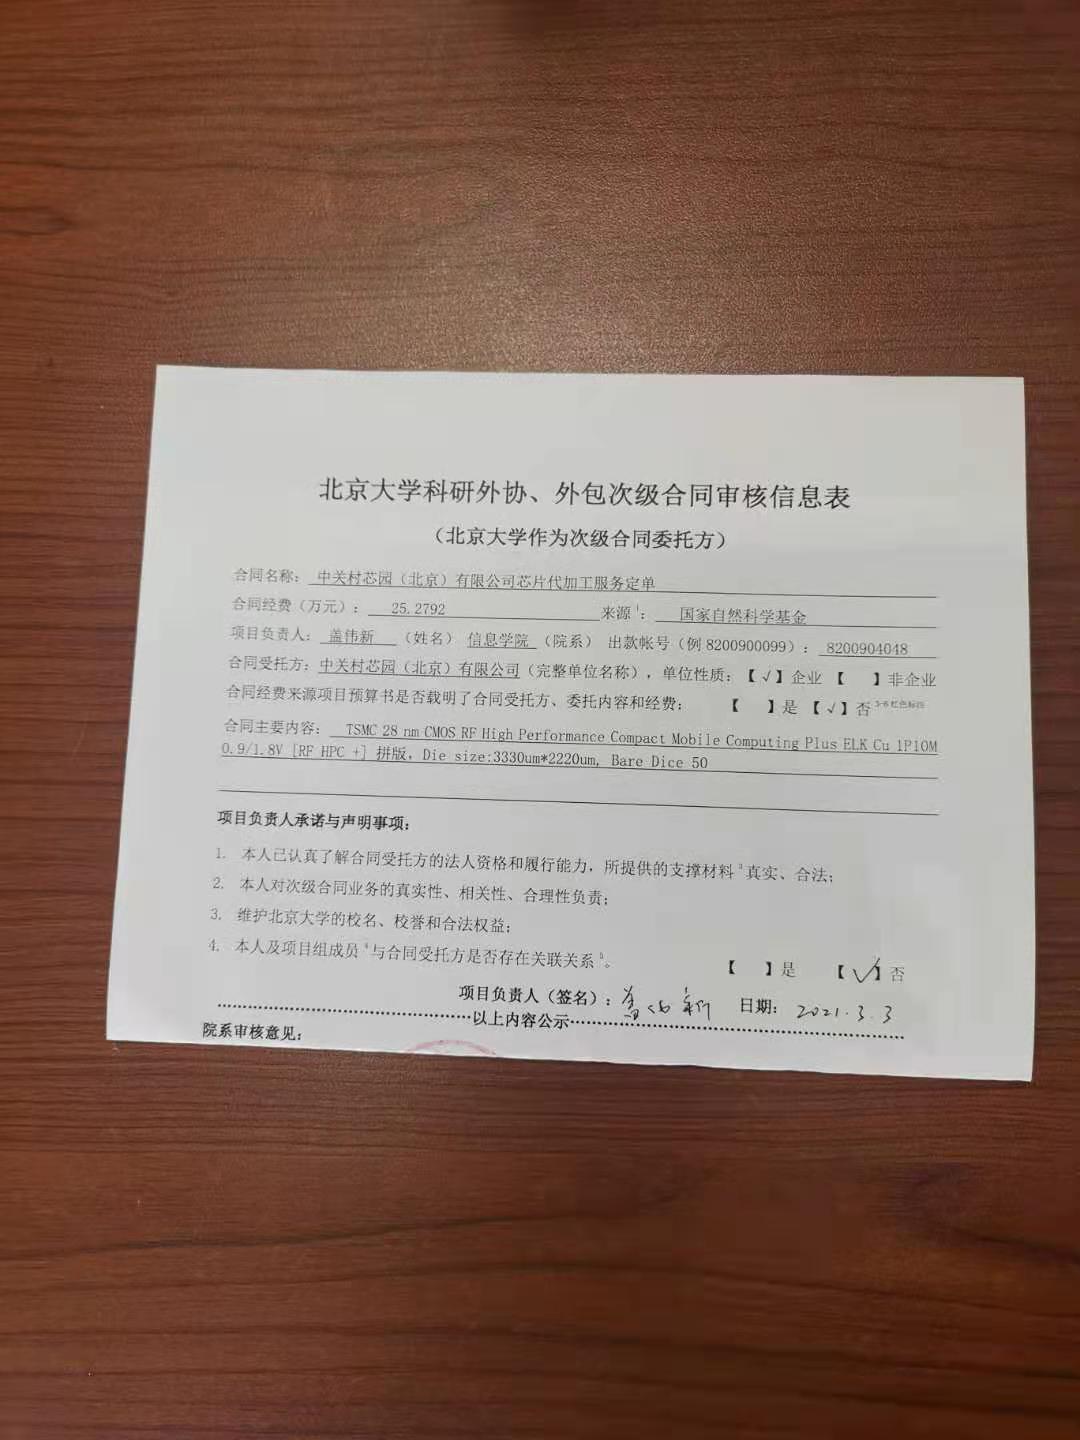 北京大学科研外协、外包次级合同审核信息表
（北京大学作为次级合同委托方）
合同名称： 中关村芯园（北京）有限公司芯片代加工服务定单
合同经费（万元）： 25.2792 来源1： 国家自然科学基金
项目负责人： 盖伟新 （姓名） 信息学院 （院系） 出款帐号（例 8200900099）： 8200904048
合同受托方：中关村芯园（北京）有限公司（完整单位名称），单位性质：【√】企业 【 】非企业
合同经费来源项目预算书是否载明了合同受托方、委托内容和经费： 【 】是 【√】否
合同主要内容： TSMC 28 nm CMOS RF High Performance Compact Mobile Computing Plus ELK Cu 1P10M
0.9/1.8V [RF HPC +] 拼版，Die size:3330um*2220um, Bare Dice 50
项目负责人承诺与声明事项：
1. 本人已认真了解合同受托方的法人资格和履行能力，所提供的支撑材料3真实、合法；
2. 本人对次级合同业务的真实性、相关性、合理性负责；
3. 维护北京大学的校名、校誉和合法权益；
4. 本人及项目组成员4与合同受托方是否存在关联关系5。 【 】是 【√】否
项目负责人（签名）：盖伟新 日期： 2021.3.3
以上内容公示
院系审核意见：